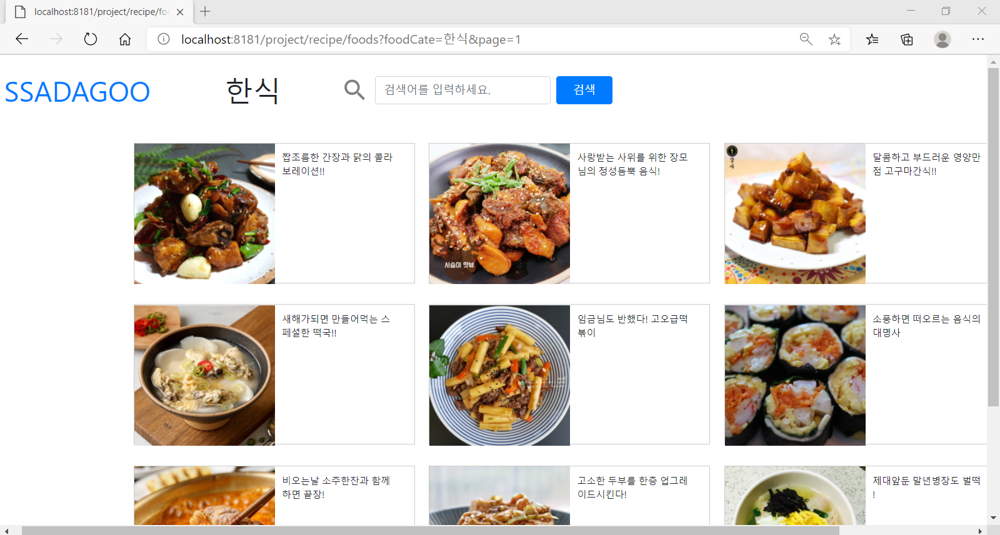 localhost:8181/project/recipe/foo
localhost:8181/project/recipe/foods?foodCate=한식&page=1
SSADAGOO
한식
검색어를 입력하세요.
검색
짭조름한 간장과 닭의 콜라
보레이션!!
사랑받는 사위를 위한 장모
님의 정성듬뿍 음식!
사슴이 맛뷰
달콤하고 부드러운 영양만
점 고구마간식!!
새해가되면 만들어먹는 스
페셜한 떡국!!
임금님도 반했다! 고오급떡
볶이
소풍하면 떠오르는 음식의
대명사
비오는날 소주한잔과 함께
하면 끝장!
고소한 두부를 한층 업그레
이드시킨다!
제대앞둔 말년병장도 벌떡
!